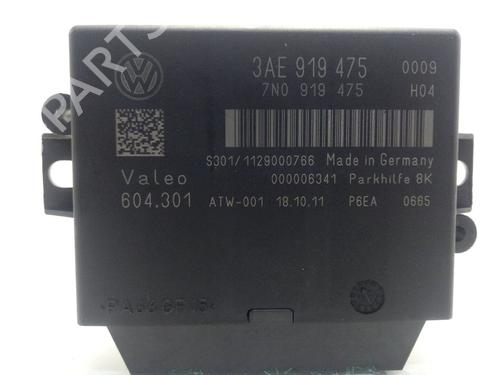 3AE 919 475 0009
7N0 919 475 H04
S301/1129000766 Made in Germany
Valeo 000006341 Parkhilfe 8K
604.301 ATW-001 18.10.11 P6EA 0665